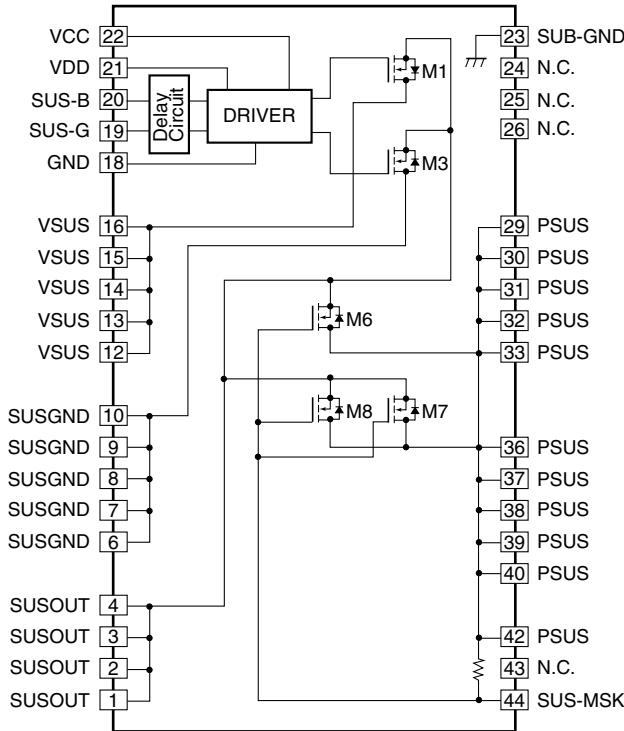 VCC 22
VDD 21
SUS-B 20
SUS-G 19
GND 18
Delay Circuit
DRIVER
M1
M3
23 SUB-GND
24 N.C.
25 N.C.
26 N.C.
VSUS 16
VSUS 15
VSUS 14
VSUS 13
VSUS 12
29 PSUS
30 PSUS
31 PSUS
32 PSUS
33 PSUS
M6
M8
M7
SUSGND 10
SUSGND 9
SUSGND 8
SUSGND 7
SUSGND 6
36 PSUS
37 PSUS
38 PSUS
39 PSUS
40 PSUS
SUSOUT 4
SUSOUT 3
SUSOUT 2
SUSOUT 1
42 PSUS
43 N.C.
44 SUS-MSK